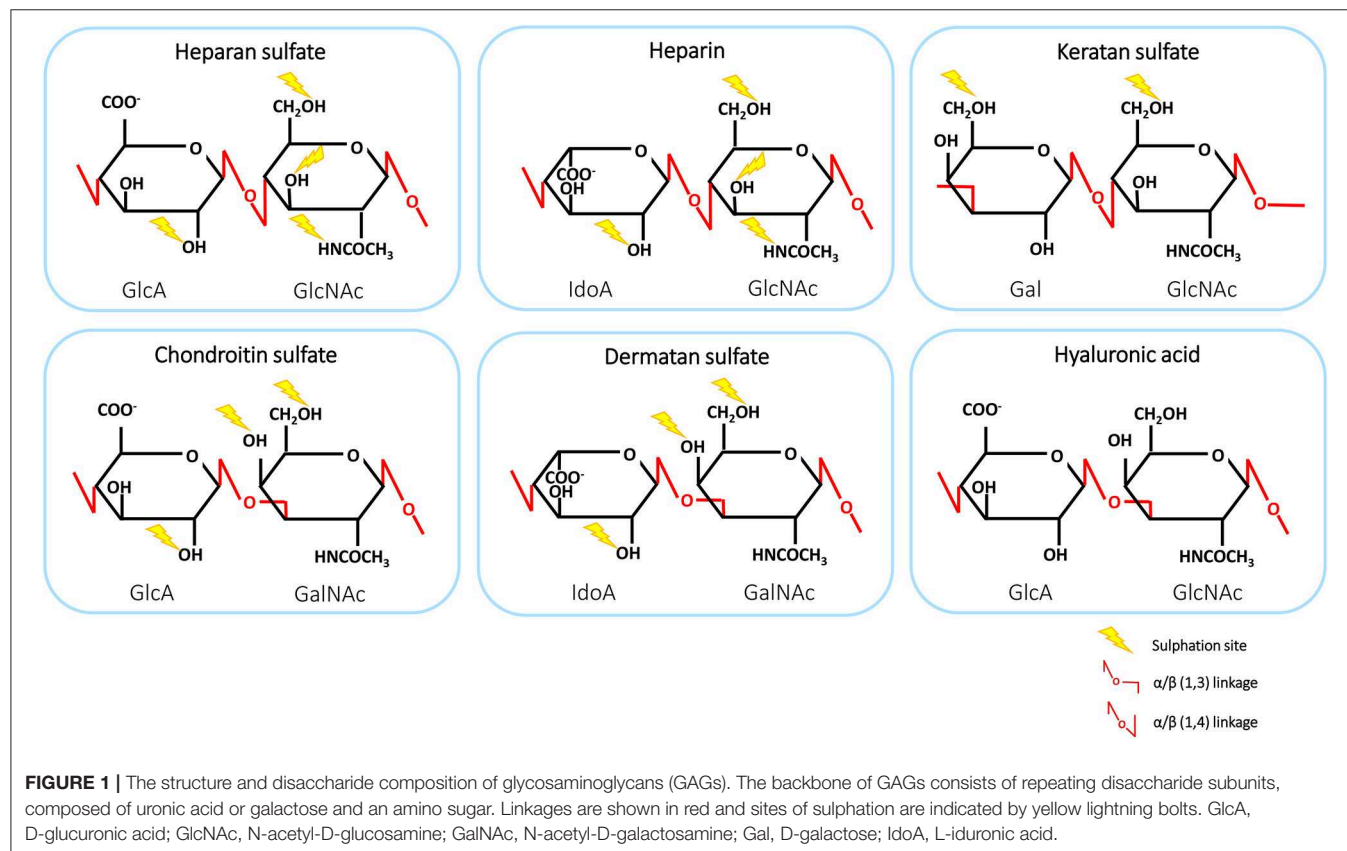 Heparan sulfate
COO-
CH2OH
O
O
OH
OH
O
O
OH
HNCOCH3
GlcA
GlcNAc
Heparin
CH2OH
O
O
COO-
OH
OH
O
O
OH
HNCOCH3
IdoA
GlcNAc
Keratan sulfate
CH2OH
CH2OH
OH
O
O
OH
O
O
OH
HNCOCH3
Gal
GlcNAc
Chondroitin sulfate
COO-
CH2OH
OH
O
O
OH
O
O
OH
HNCOCH3
GlcA
GalNAc
Dermatan sulfate
CH2OH
OH
O
O
COO-
OH
O
O
OH
HNCOCH3
IdoA
GalNAc
Hyaluronic acid
COO-
CH2OH
OH
O
O
OH
O
O
OH
HNCOCH3
GlcA
GlcNAc
Sulphation site
O
α/β (1,3) linkage
O
α/β (1,4) linkage
FIGURE 1 | The structure and disaccharide composition of glycosaminoglycans (GAGs). The backbone of GAGs consists of repeating disaccharide subunits,
composed of uronic acid or galactose and an amino sugar. Linkages are shown in red and sites of sulphation are indicated by yellow lightning bolts. GlcA,
D-glucuronic acid; GlcNAc, N-acetyl-D-glucosamine; GalNAc, N-acetyl-D-galactosamine; Gal, D-galactose; IdoA, L-iduronic acid.